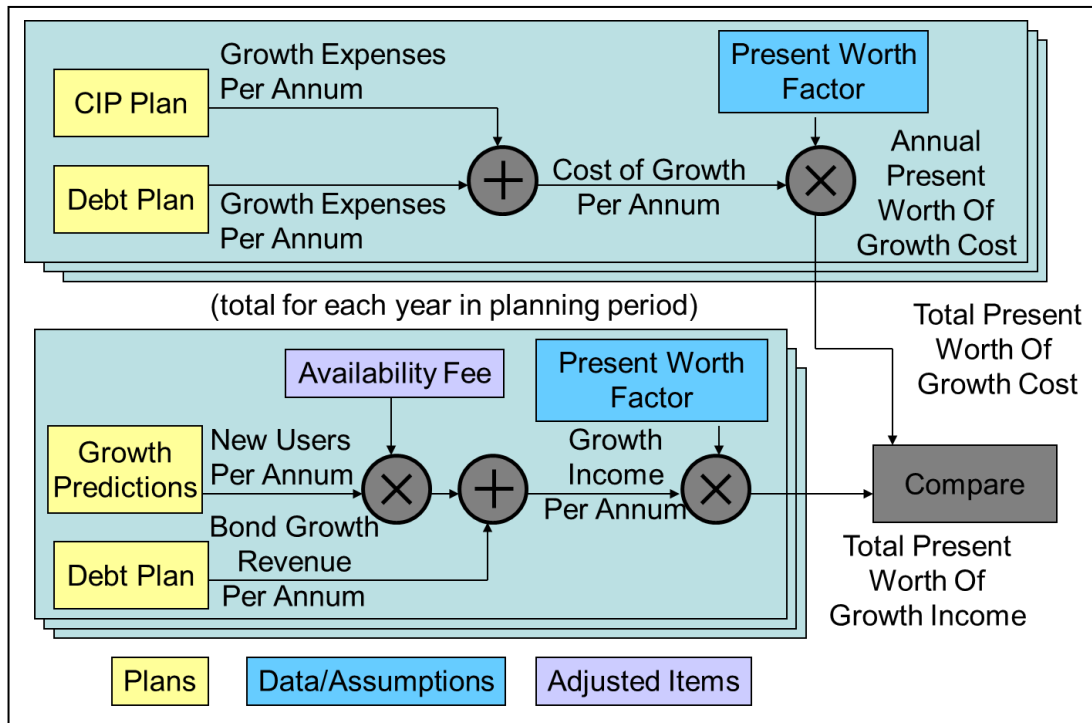 Growth Expenses
Per Annum
CIP Plan
Present Worth
Factor
Debt Plan
Growth Expenses
Per Annum
+
Cost of Growth
Per Annum
×
Annual
Present
Worth Of
Growth Cost
(total for each year in planning period)
Total Present
Worth Of
Growth Cost
Availability Fee
Present Worth
Factor
Growth
Predictions
New Users
Per Annum
×
+
Growth
Income
Per Annum
×
Compare
Debt Plan
Bond Growth
Revenue
Per Annum
Total Present
Worth Of
Growth Income
Plans
Data/Assumptions
Adjusted Items